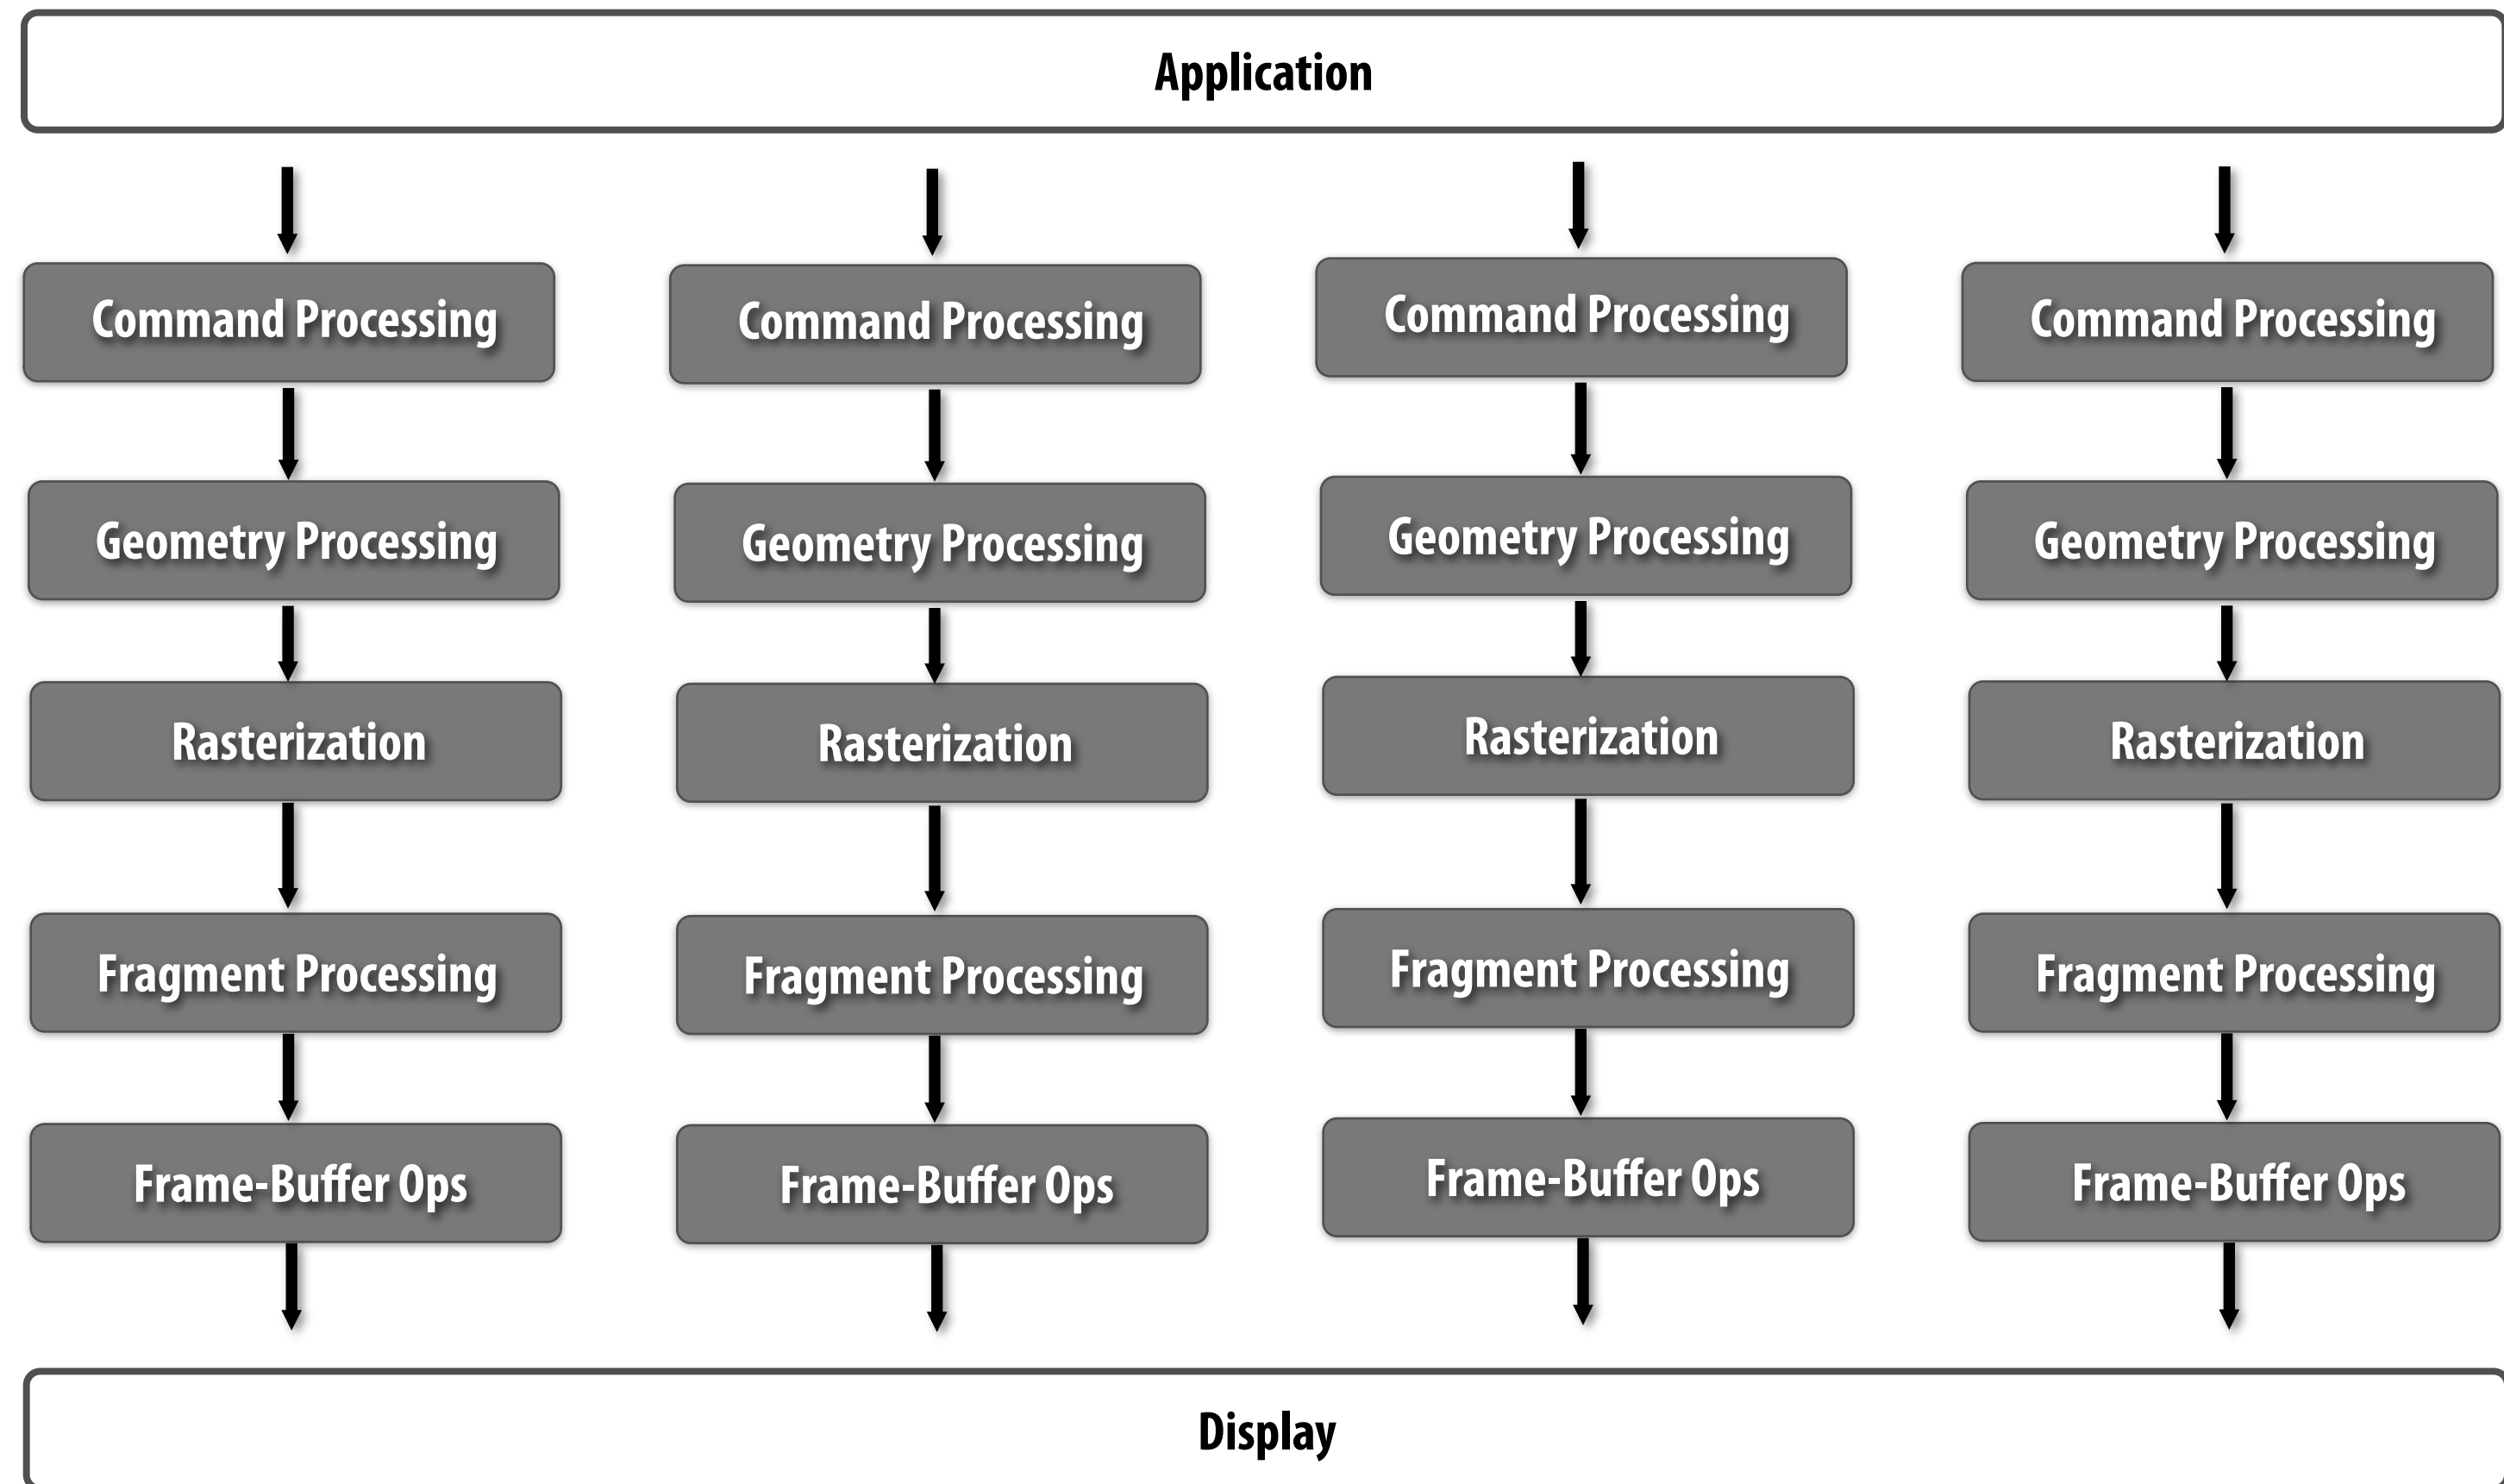 Application
Command Processing
Command Processing
Command Processing
Command Processing
Geometry Processing
Geometry Processing
Geometry Processing
Geometry Processing
Rasterization
Rasterization
Rasterization
Rasterization
Fragment Processing
Fragment Processing
Fragment Processing
Fragment Processing
Frame-Buffer Ops
Frame-Buffer Ops
Frame-Buffer Ops
Frame-Buffer Ops
Display